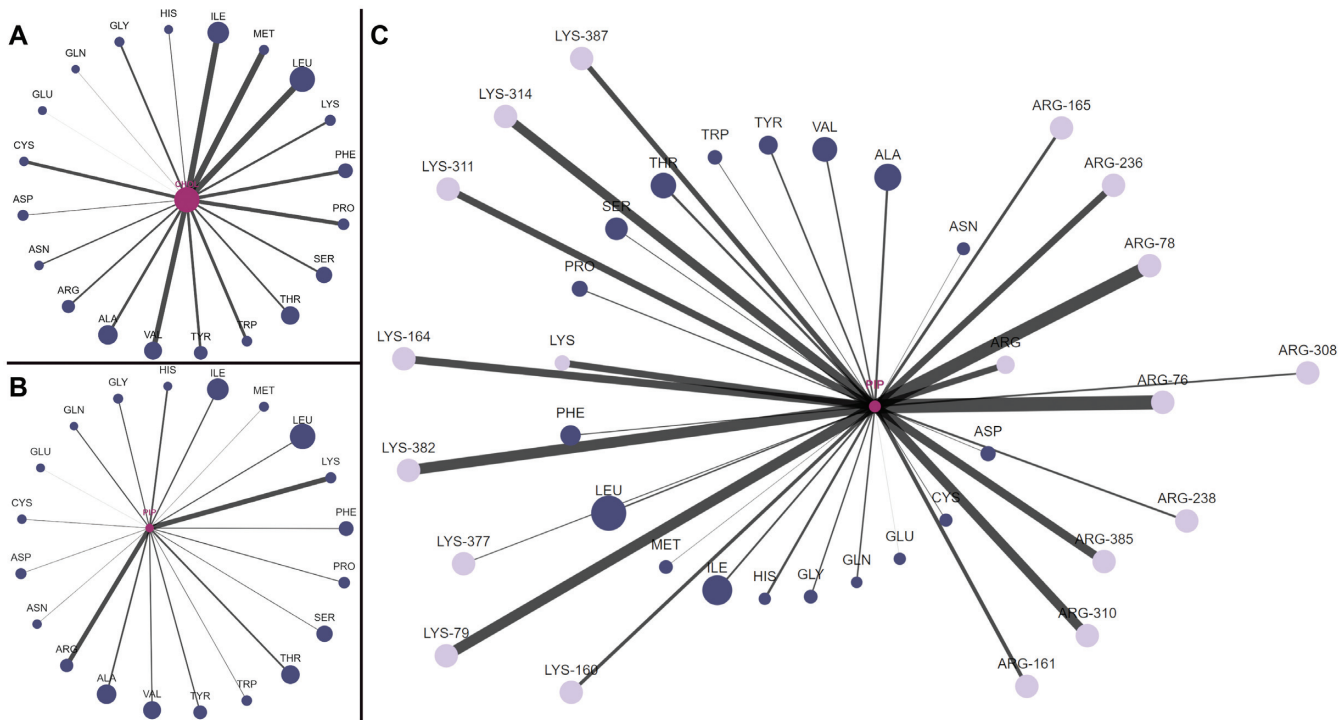 A
HIS
ILE
GLY
MET
GLN
LEU
GLU
LYS
CYS
PHE
ASP
PRO
ASN
SER
ARG
THR
ALA
VAL
TYR
TRP
B
HIS
ILE
GLY
MET
GLN
LEU
GLU
LYS
CYS
PIP
PHE
ASP
PRO
ASN
SER
ARG
THR
ALA
VAL
TYR
TRP
C
LYS-387
LYS-314
ARG-165
TRP
TYR
VAL
ALA
LYS-311
THR
ARG-236
SER
ASN
ARG-78
PRO
LYS-164
LYS
ARG
ARG-308
PIP
ARG-76
PHE
LYS-382
ASP
LEU
CYS
ARG-238
LYS-377
MET
GLU
ARG-385
ILE
HIS
GLY
GLN
LYS-79
ARG-310
LYS-160
ARG-161